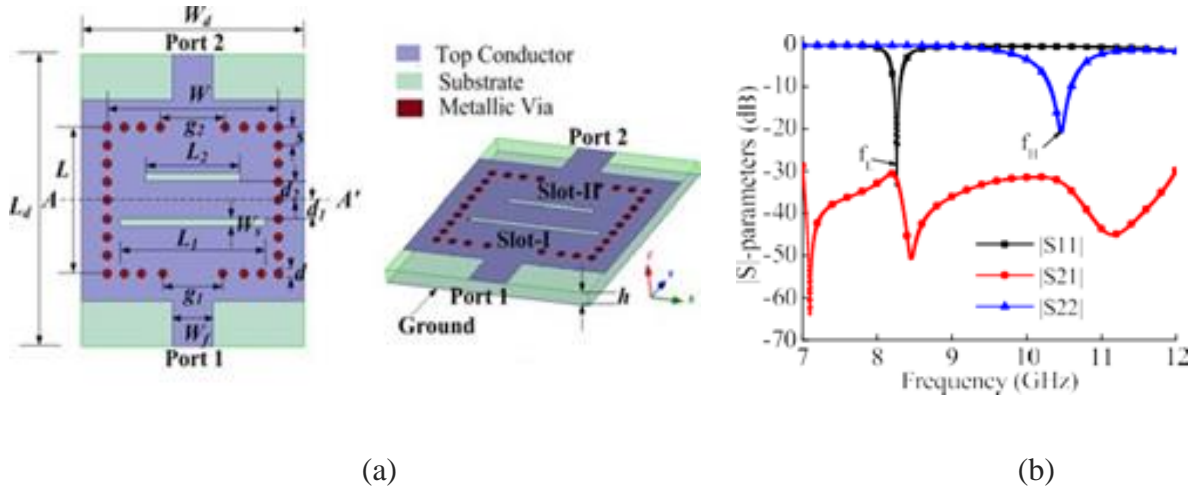 W_d
Port 2
W
g_2
s
L_2
L
d_2
L_d
A
A'
d_1
W_s
L_1
d
g_1
W_f
Port 1
Top Conductor
Substrate
Metallic Via
Port 2
Slot-II
Slot-I
Port 1
h
Ground
|S|-parameters (dB)
0
-10
-20
-30
-40
-50
-60
-70
f_I
f_II
|S11|
|S21|
|S22|
7 8 9 10 11 12
Frequency (GHz)
(a) (b)